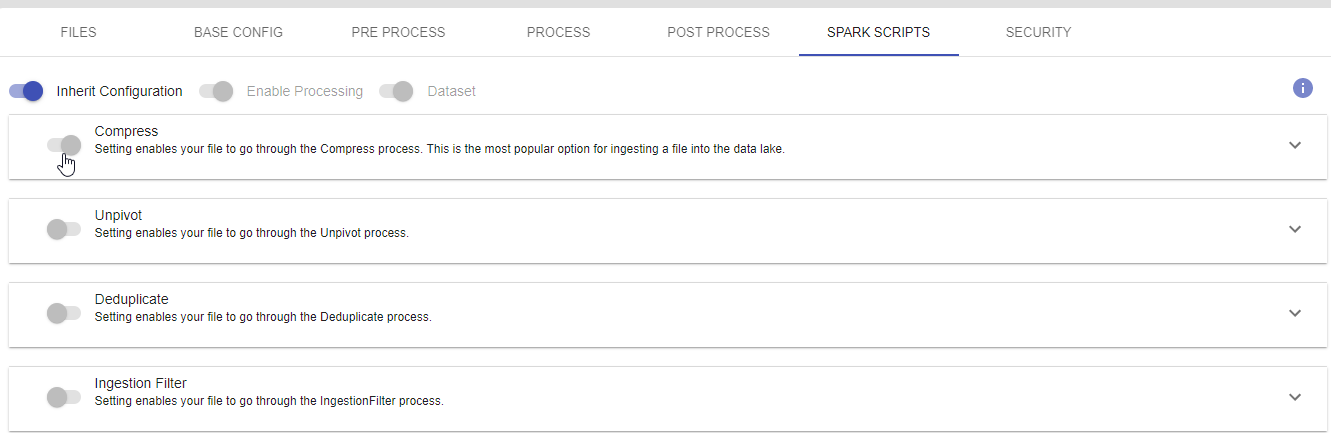 FILES BASE CONFIG PRE PROCESS PROCESS POST PROCESS SPARK SCRIPTS SECURITY
Inherit Configuration Enable Processing Dataset i
Compress
Setting enables your file to go through the Compress process. This is the most popular option for ingesting a file into the data lake.
Unpivot
Setting enables your file to go through the Unpivot process.
Deduplicate
Setting enables your file to go through the Deduplicate process.
Ingestion Filter
Setting enables your file to go through the IngestionFilter process.